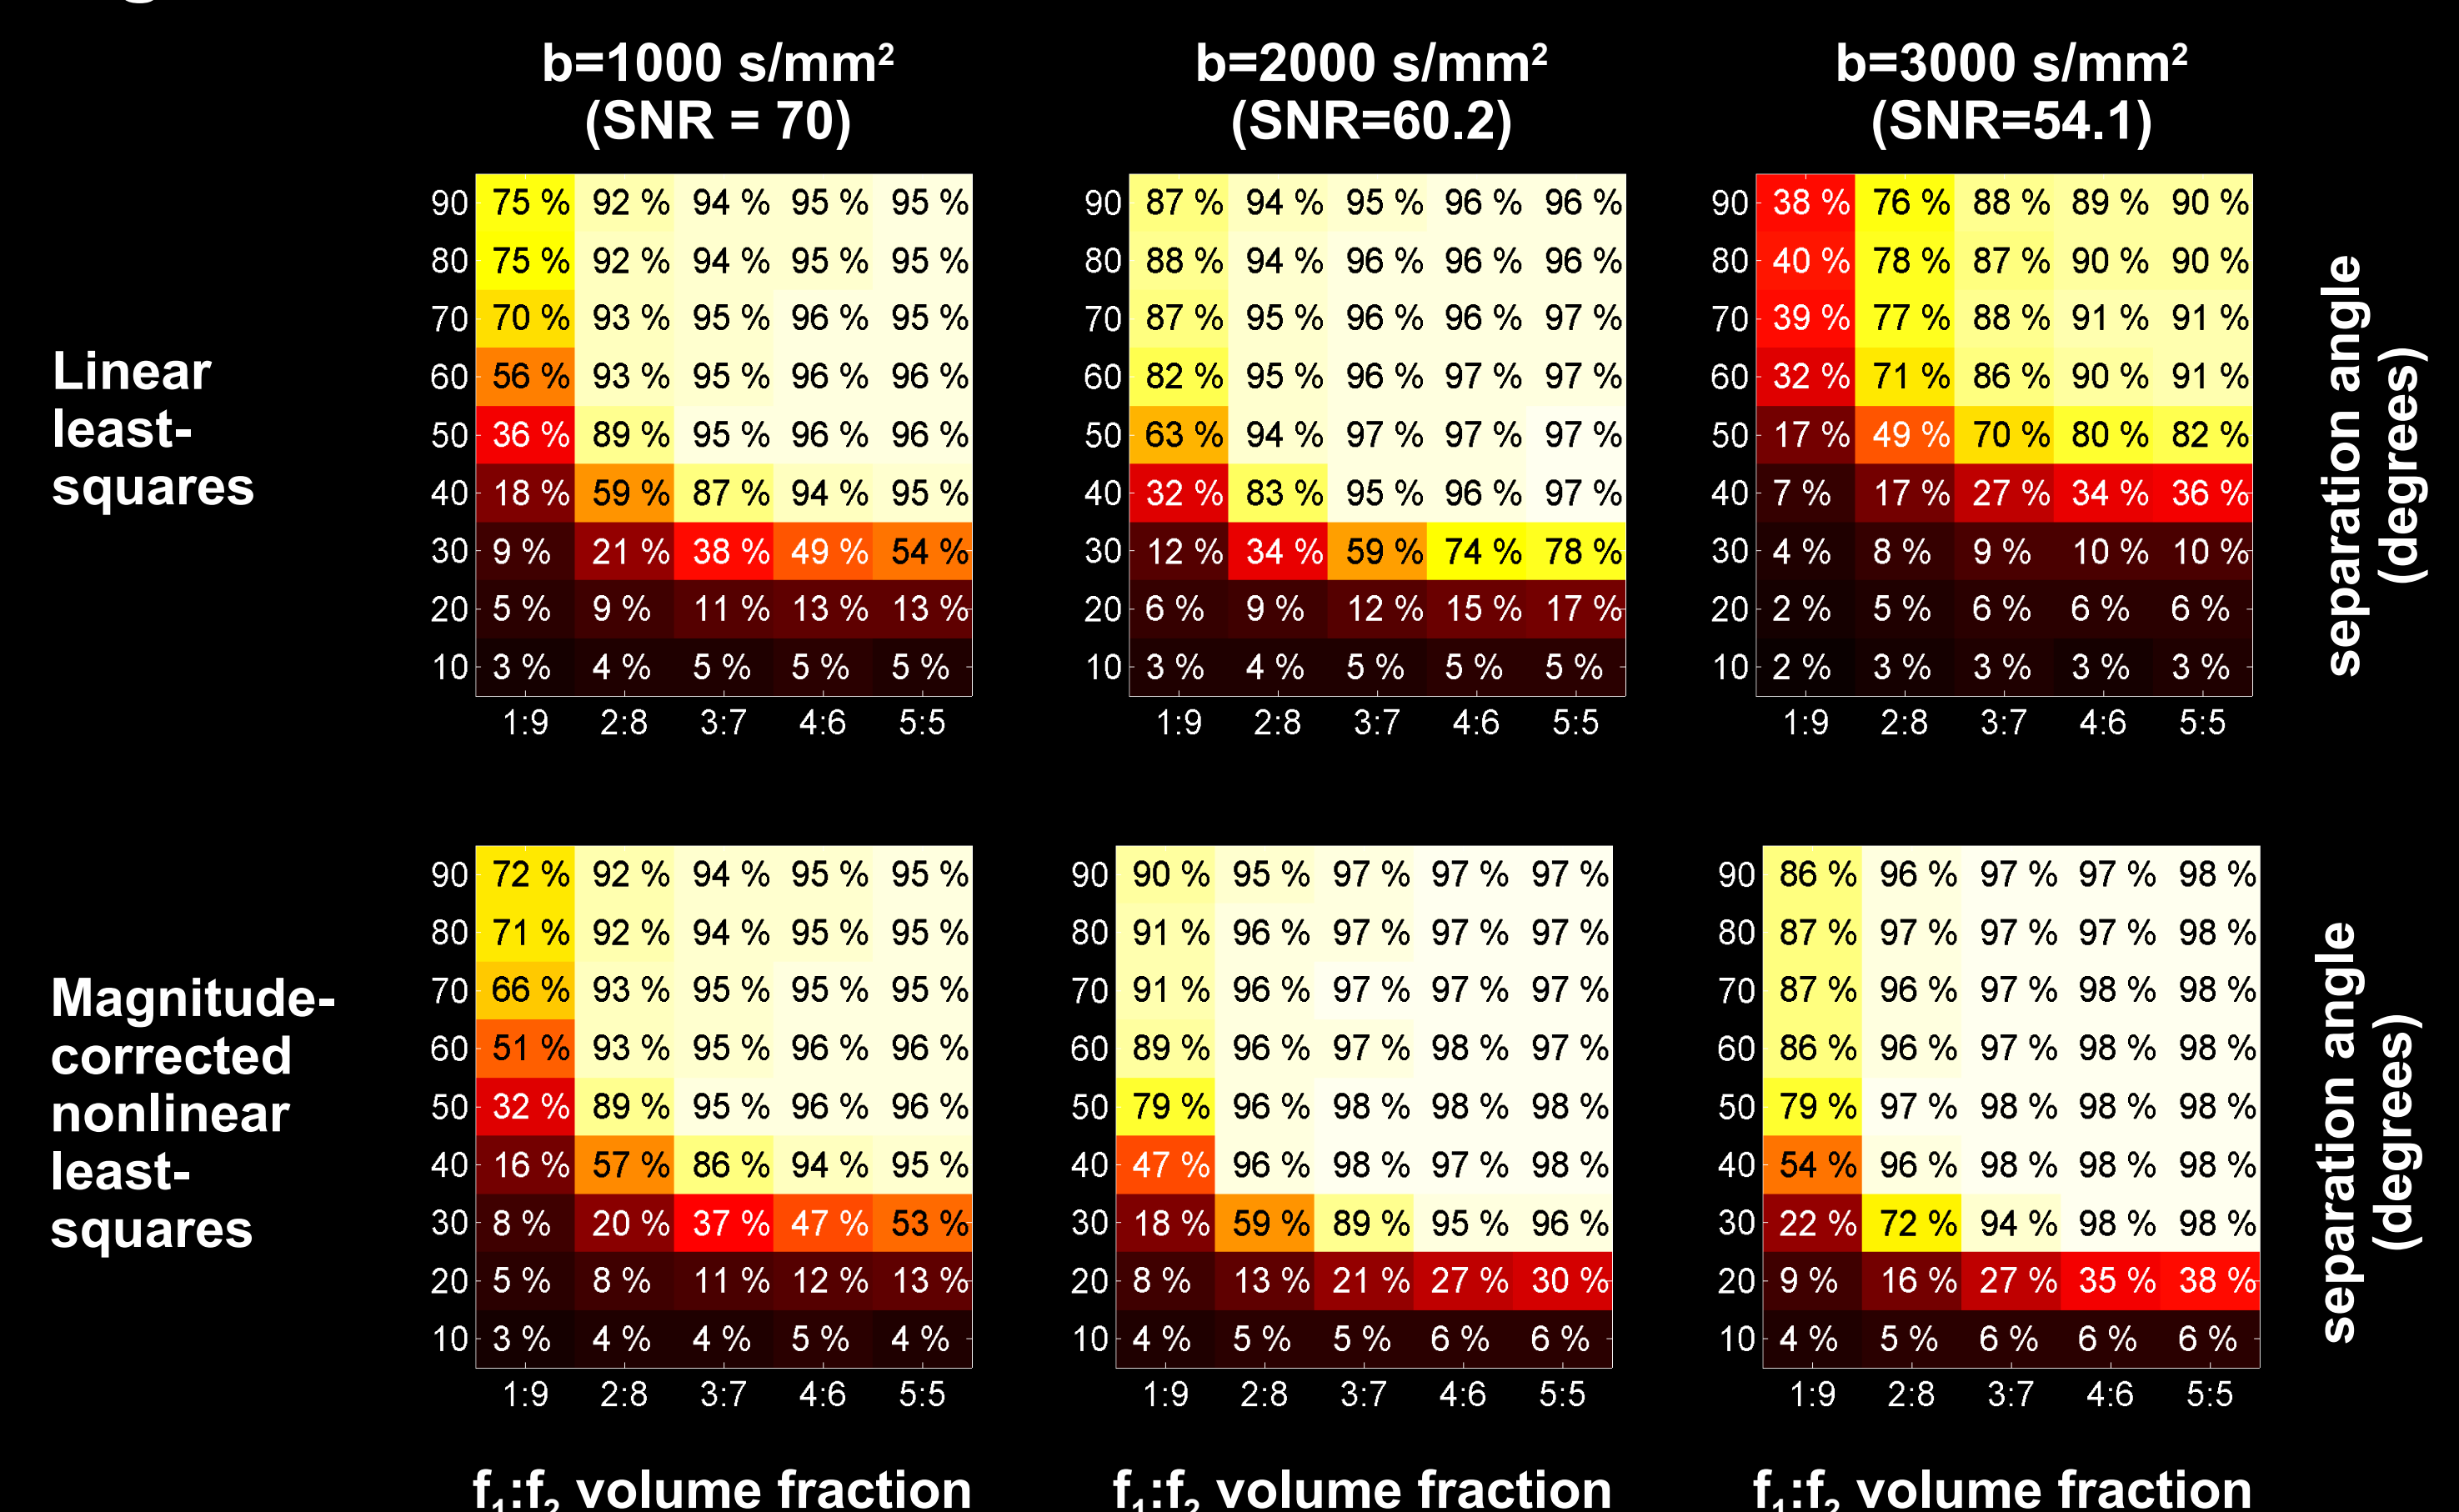 b=1000 s/mm² b=2000 s/mm² b=3000 s/mm²
(SNR = 70) (SNR=60.2) (SNR=54.1)
90 75 % 92 % 94 % 95 % 95 % 90 87 % 94 % 95 % 96 % 96 % 90 38 % 76 % 88 % 89 % 90 %
80 75 % 92 % 94 % 95 % 95 % 80 88 % 94 % 96 % 96 % 96 % 80 40 % 78 % 87 % 90 % 90 %
70 70 % 93 % 95 % 96 % 95 % 70 87 % 95 % 96 % 96 % 97 % 70 39 % 77 % 88 % 91 % 91 %
60 56 % 93 % 95 % 96 % 96 % 60 82 % 95 % 96 % 97 % 97 % 60 32 % 71 % 86 % 90 % 91 %
50 36 % 89 % 95 % 96 % 96 % 50 63 % 94 % 97 % 97 % 97 % 50 17 % 49 % 70 % 80 % 82 %
40 18 % 59 % 87 % 94 % 95 % 40 32 % 83 % 95 % 96 % 97 % 40 7 % 17 % 27 % 34 % 36 %
30 9 % 21 % 38 % 49 % 54 % 30 12 % 34 % 59 % 74 % 78 % 30 4 % 8 % 9 % 10 % 10 %
20 5 % 9 % 11 % 13 % 13 % 20 6 % 9 % 12 % 15 % 17 % 20 2 % 5 % 6 % 6 % 6 %
10 3 % 4 % 5 % 5 % 5 % 10 3 % 4 % 5 % 5 % 5 % 10 2 % 3 % 3 % 3 % 3 %
1:9 2:8 3:7 4:6 5:5 1:9 2:8 3:7 4:6 5:5 1:9 2:8 3:7 4:6 5:5
Linear
least-
squares
separation angle
(degrees)
90 72 % 92 % 94 % 95 % 95 % 90 90 % 95 % 97 % 97 % 97 % 90 86 % 96 % 97 % 97 % 98 %
80 71 % 92 % 94 % 95 % 95 % 80 91 % 96 % 97 % 97 % 97 % 80 87 % 97 % 97 % 97 % 98 %
70 66 % 93 % 95 % 95 % 95 % 70 91 % 96 % 97 % 97 % 97 % 70 87 % 96 % 97 % 98 % 98 %
60 51 % 93 % 95 % 96 % 96 % 60 89 % 96 % 97 % 98 % 97 % 60 86 % 96 % 97 % 98 % 98 %
50 32 % 89 % 95 % 96 % 96 % 50 79 % 96 % 98 % 98 % 98 % 50 79 % 97 % 98 % 98 % 98 %
40 16 % 57 % 86 % 94 % 95 % 40 47 % 96 % 98 % 97 % 98 % 40 54 % 96 % 98 % 98 % 98 %
30 8 % 20 % 37 % 47 % 53 % 30 18 % 59 % 89 % 95 % 96 % 30 22 % 72 % 94 % 98 % 98 %
20 5 % 8 % 11 % 12 % 13 % 20 8 % 13 % 21 % 27 % 30 % 20 9 % 16 % 27 % 35 % 38 %
10 3 % 4 % 4 % 5 % 4 % 10 4 % 5 % 5 % 6 % 6 % 10 4 % 5 % 6 % 6 % 6 %
1:9 2:8 3:7 4:6 5:5 1:9 2:8 3:7 4:6 5:5 1:9 2:8 3:7 4:6 5:5
Magnitude-
corrected
nonlinear
least-
squares
separation angle
(degrees)
f₁:f₂ volume fraction f₁:f₂ volume fraction f₁:f₂ volume fraction